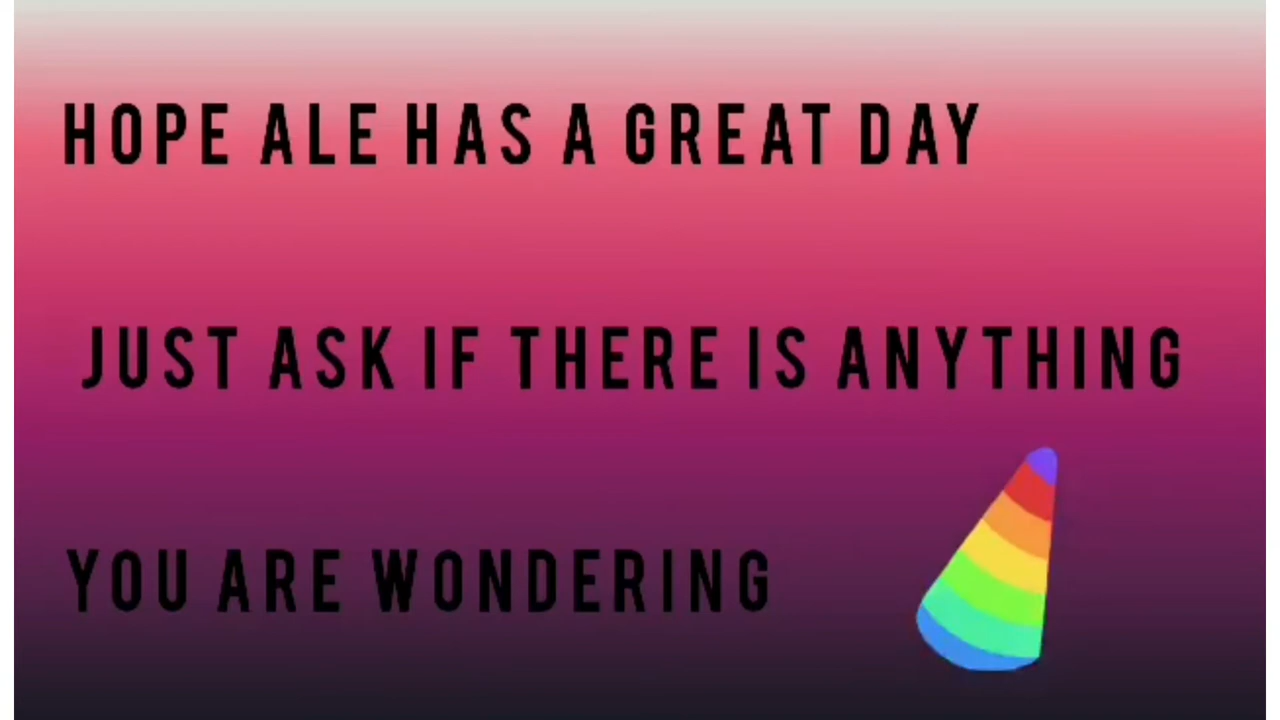 HOPE ALE HAS A GREAT DAY
JUST ASK IF THERE IS ANYTHING
YOU ARE WONDERING